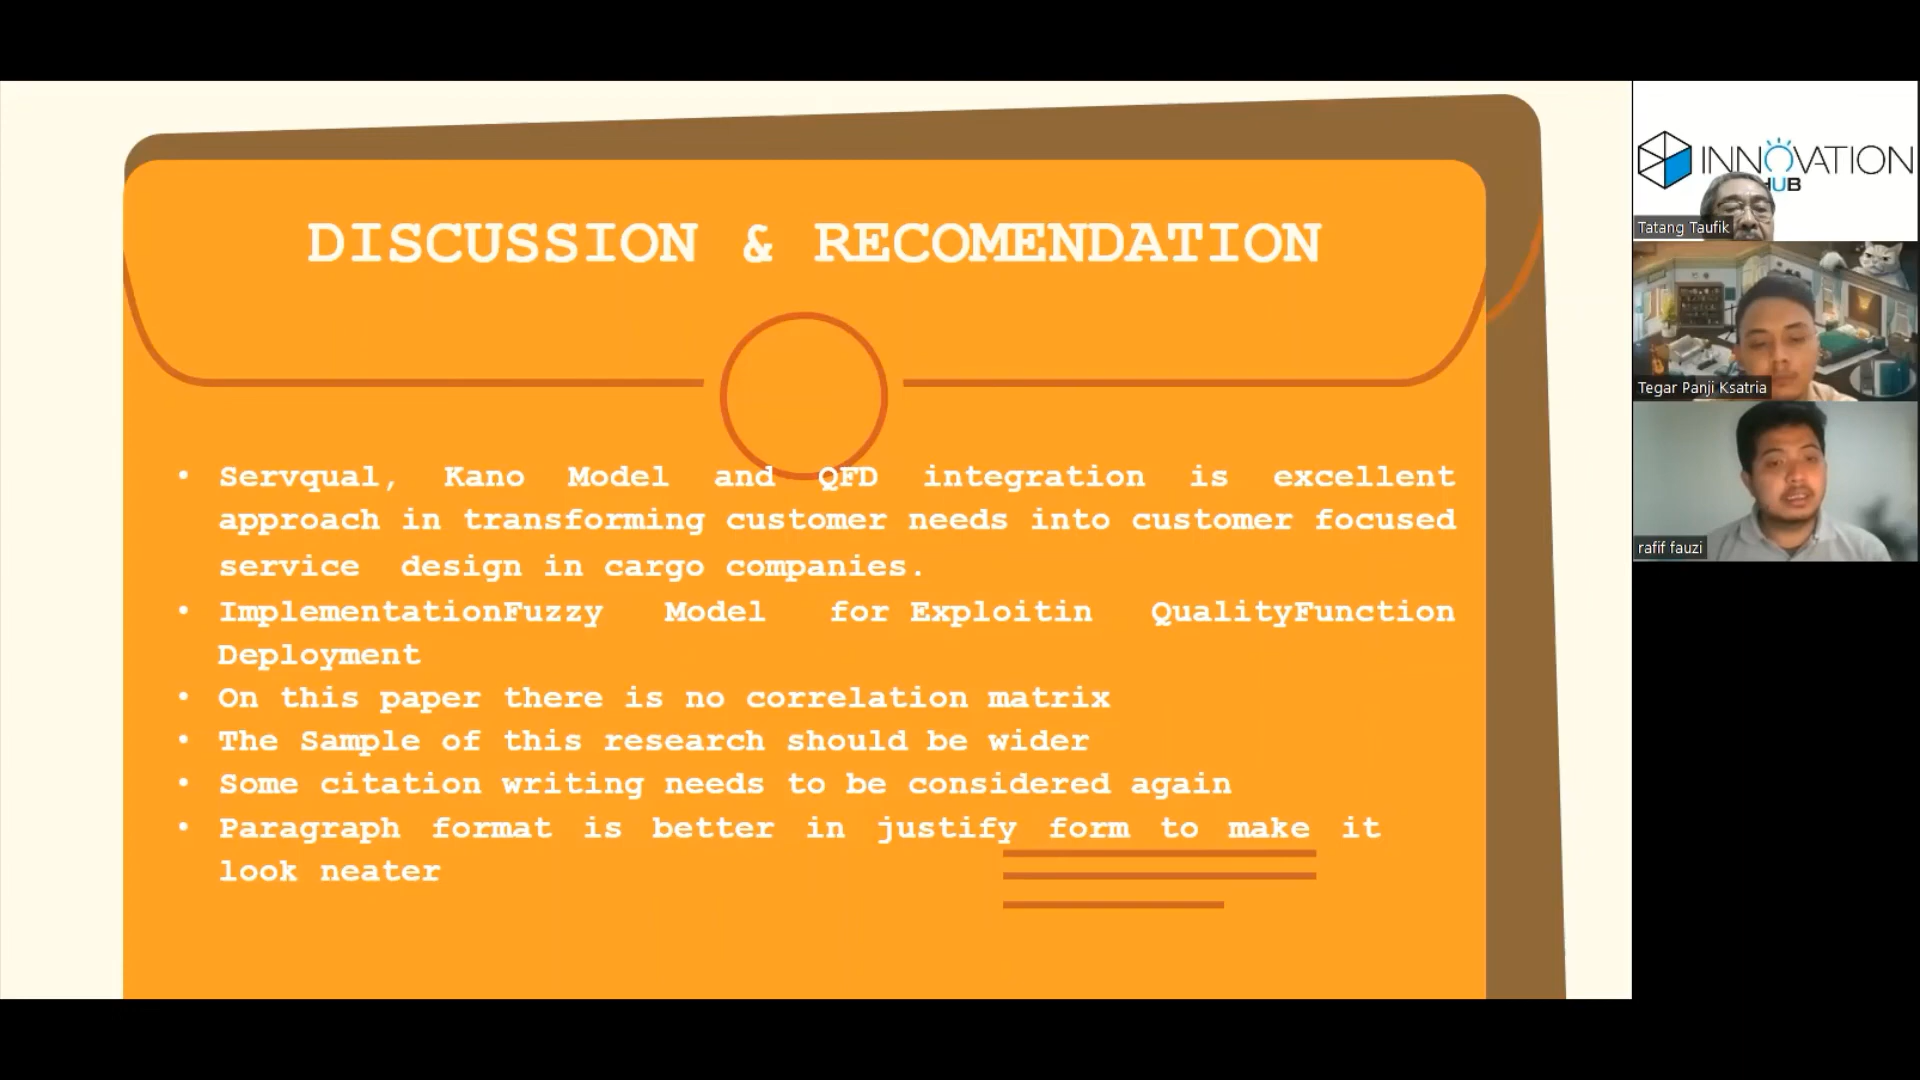 DISCUSSION & RECOMENDATION
• Servqual, Kano Model and QFD integration is excellent
approach in transforming customer needs into customer focused
service design in cargo companies.
• ImplementationFuzzy Model for Exploitin QualityFunction
Deployment
• On this paper there is no correlation matrix
• The Sample of this research should be wider
• Some citation writing needs to be considered again
• Paragraph format is better in justify form to make it
look neater
INNOVATION
HUB
Tatang Taufik
Tegar Panji Ksatria
rafif fauzi